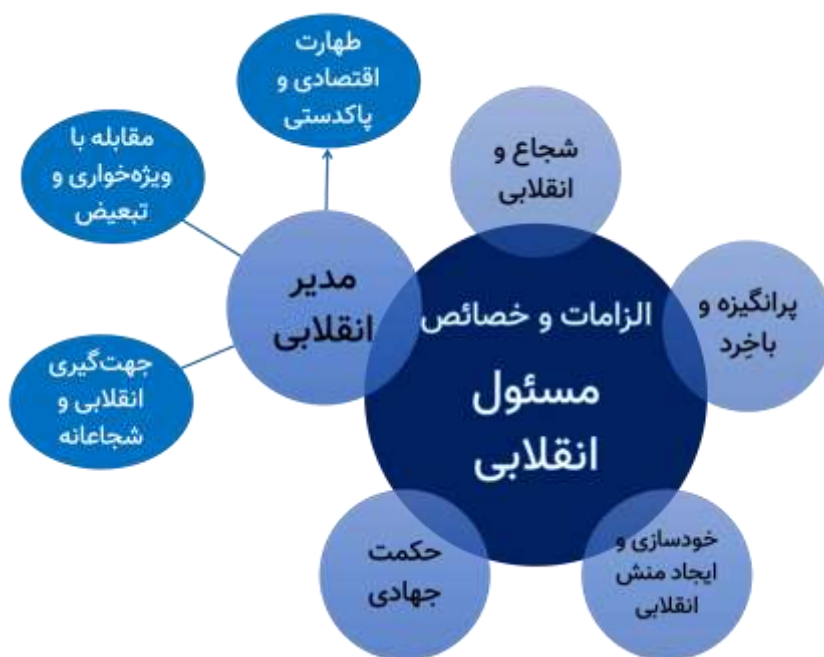 طهارت
اقتصادی و
پاکدستی
شجاع و
انقلابی
مقابله با
ویژه‌خواری و
تبعیض
مدیر
انقلابی
پرانگیزه و
باخِرد
الزامات و خصائص
مسئول
انقلابی
جهت‌گیری
انقلابی و
شجاعانه
حکمت
جهادی
خودسازی و
ایجاد منش
انقلابی